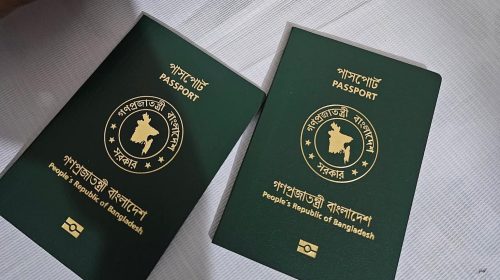 পাসপোর্ট
PASSPORT
গণপ্রজাতন্ত্রী বাংলাদেশ
সরকার
গণপ্রজাতন্ত্রী বাংলাদেশ
People's Republic of Bangladesh
পাসপোর্ট
PASSPORT
গণপ্রজাতন্ত্রী বাংলাদেশ
সরকার
গণপ্রজাতন্ত্রী বাংলাদেশ
People's Republic of Bangladesh